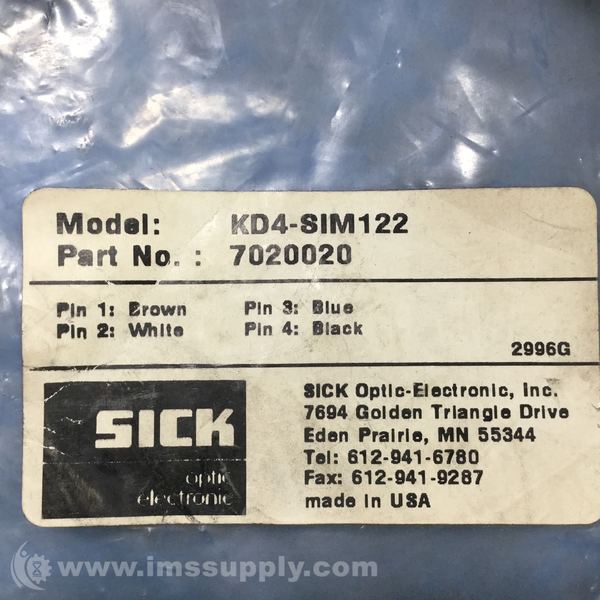 Model: KD4-SIM122
Part No. : 7020020
Pin 1: Brown Pin 3: Blue
Pin 2: White Pin 4: Black
2996G
SICK
optic
electronic
SICK Optic-Electronic, Inc.
7694 Golden Triangle Drive
Eden Prairie, MN 55344
Tel: 612-941-6780
Fax: 612-941-9287
made in USA
www.imssupply.com